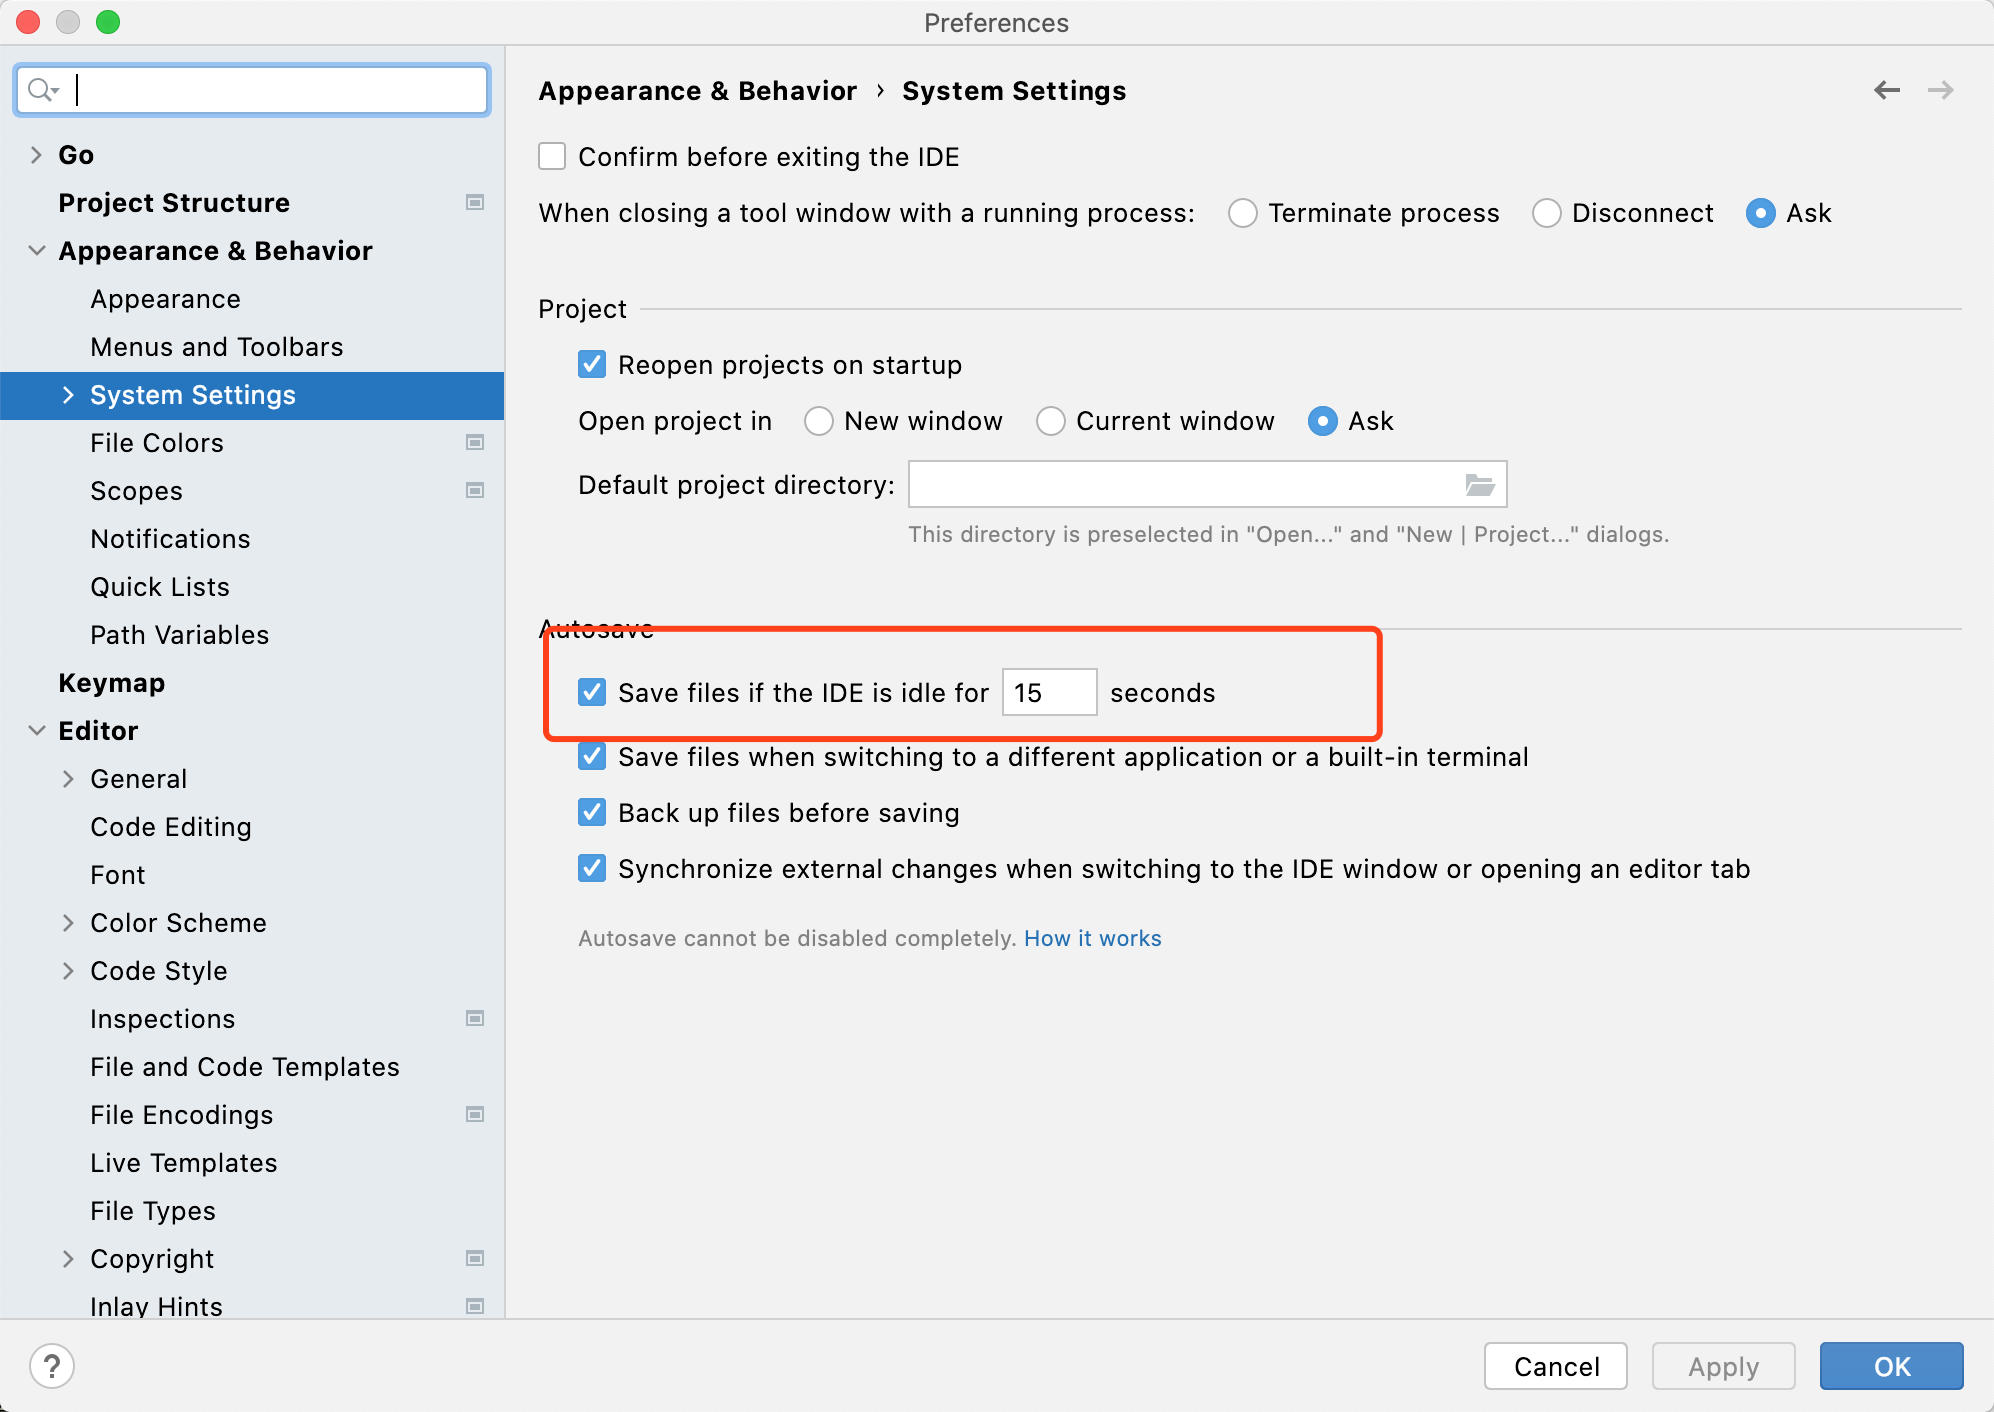 Preferences
Go
Project Structure
Appearance & Behavior
Appearance
Menus and Toolbars
System Settings
File Colors
Scopes
Notifications
Quick Lists
Path Variables
Keymap
Editor
General
Code Editing
Font
Color Scheme
Code Style
Inspections
File and Code Templates
File Encodings
Live Templates
File Types
Copyright
Inlay Hints
Appearance & Behavior › System Settings
Confirm before exiting the IDE
When closing a tool window with a running process: Terminate process Disconnect Ask
Project
Reopen projects on startup
Open project in New window Current window Ask
Default project directory:
This directory is preselected in "Open..." and "New | Project..." dialogs.
Autosave
Save files if the IDE is idle for 15 seconds
Save files when switching to a different application or a built-in terminal
Back up files before saving
Synchronize external changes when switching to the IDE window or opening an editor tab
Autosave cannot be disabled completely. How it works
?
Cancel Apply OK